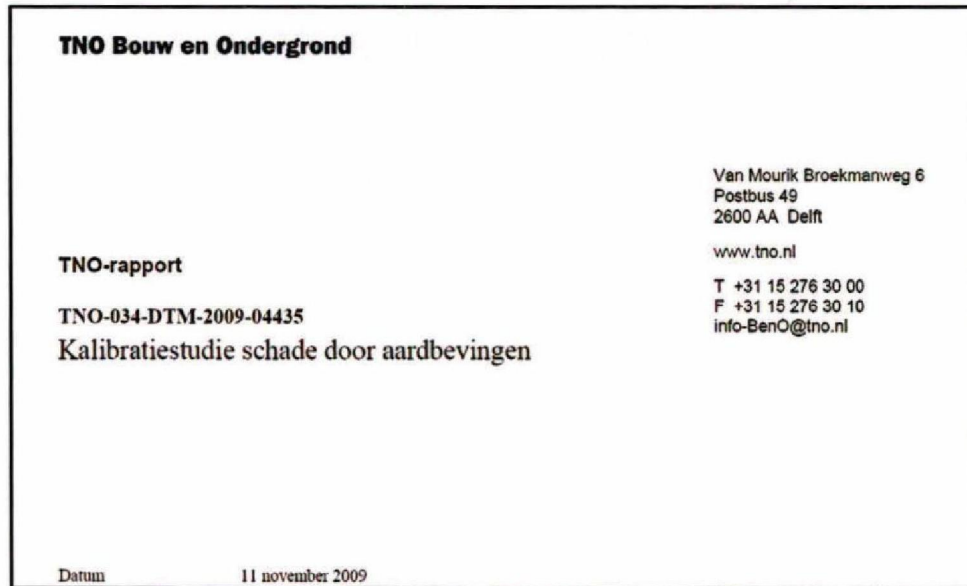 TNO Bouw en Ondergrond
Van Mourik Broekmanweg 6
Postbus 49
2600 AA Delft
www.tno.nl
TNO-rapport
T +31 15 276 30 00
F +31 15 276 30 10
info-BenO@tno.nl
TNO-034-DTM-2009-04435
Kalibratiestudie schade door aardbevingen
Datum 11 november 2009